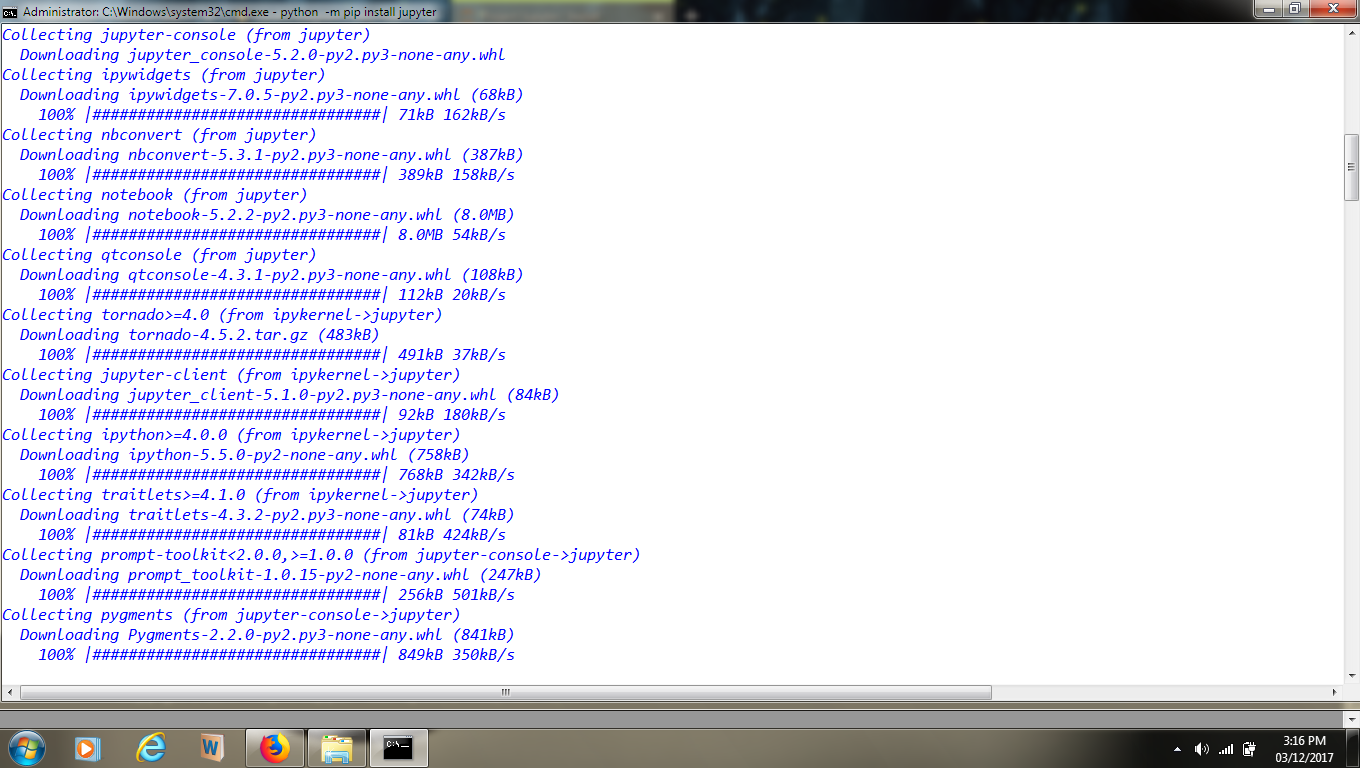 Administrator: C:\Windows\system32\cmd.exe - python  -m pip install jupyter
Collecting jupyter-console (from jupyter)
  Downloading jupyter_console-5.2.0-py2.py3-none-any.whl
Collecting ipywidgets (from jupyter)
  Downloading ipywidgets-7.0.5-py2.py3-none-any.whl (68kB)
    100% |################################| 71kB 162kB/s
Collecting nbconvert (from jupyter)
  Downloading nbconvert-5.3.1-py2.py3-none-any.whl (387kB)
    100% |################################| 389kB 158kB/s
Collecting notebook (from jupyter)
  Downloading notebook-5.2.2-py2.py3-none-any.whl (8.0MB)
    100% |################################| 8.0MB 54kB/s
Collecting qtconsole (from jupyter)
  Downloading qtconsole-4.3.1-py2.py3-none-any.whl (108kB)
    100% |################################| 112kB 20kB/s
Collecting tornado>=4.0 (from ipykernel->jupyter)
  Downloading tornado-4.5.2.tar.gz (483kB)
    100% |################################| 491kB 37kB/s
Collecting jupyter-client (from ipykernel->jupyter)
  Downloading jupyter_client-5.1.0-py2.py3-none-any.whl (84kB)
    100% |################################| 92kB 180kB/s
Collecting ipython>=4.0.0 (from ipykernel->jupyter)
  Downloading ipython-5.5.0-py2-none-any.whl (758kB)
    100% |################################| 768kB 342kB/s
Collecting traitlets>=4.1.0 (from ipykernel->jupyter)
  Downloading traitlets-4.3.2-py2.py3-none-any.whl (74kB)
    100% |################################| 81kB 424kB/s
Collecting prompt-toolkit<2.0.0,>=1.0.0 (from jupyter-console->jupyter)
  Downloading prompt_toolkit-1.0.15-py2-none-any.whl (247kB)
    100% |################################| 256kB 501kB/s
Collecting pygments (from jupyter-console->jupyter)
  Downloading Pygments-2.2.0-py2.py3-none-any.whl (841kB)
    100% |################################| 849kB 350kB/s
3:16 PM
03/12/2017